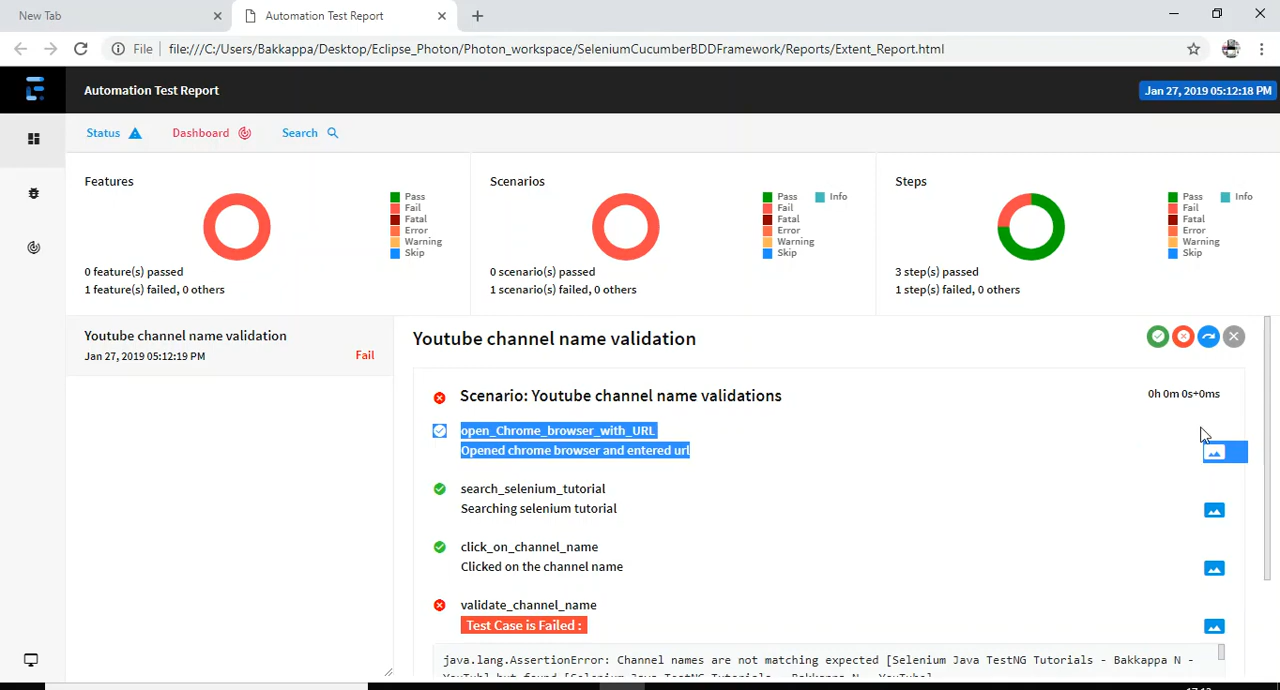 New Tab
Automation Test Report
File
file:///C:/Users/Bakkappa/Desktop/Eclipse_Photon/Photon_workspace/SeleniumCucumberBDDFramework/Reports/Extent_Report.html
Automation Test Report
Jan 27, 2019 05:12:18 PM
Status
Dashboard
Search
Features
Pass
Fail
Fatal
Error
Warning
Skip
0 feature(s) passed
1 feature(s) failed, 0 others
Scenarios
Pass
Info
Fail
Fatal
Error
Warning
Skip
0 scenario(s) passed
1 scenario(s) failed, 0 others
Steps
Pass
Info
Fail
Fatal
Error
Warning
Skip
3 step(s) passed
1 step(s) failed, 0 others
Youtube channel name validation
Jan 27, 2019 05:12:19 PM
Fail
Youtube channel name validation
Scenario: Youtube channel name validations
0h 0m 0s+0ms
open_Chrome_browser_with_URL
Opened chrome browser and entered url
search_selenium_tutorial
Searching selenium tutorial
click_on_channel_name
Clicked on the channel name
validate_channel_name
Test Case is Failed :
java.lang.AssertionError: Channel names are not matching expected [Selenium Java TestNG Tutorials - Bakkappa N -